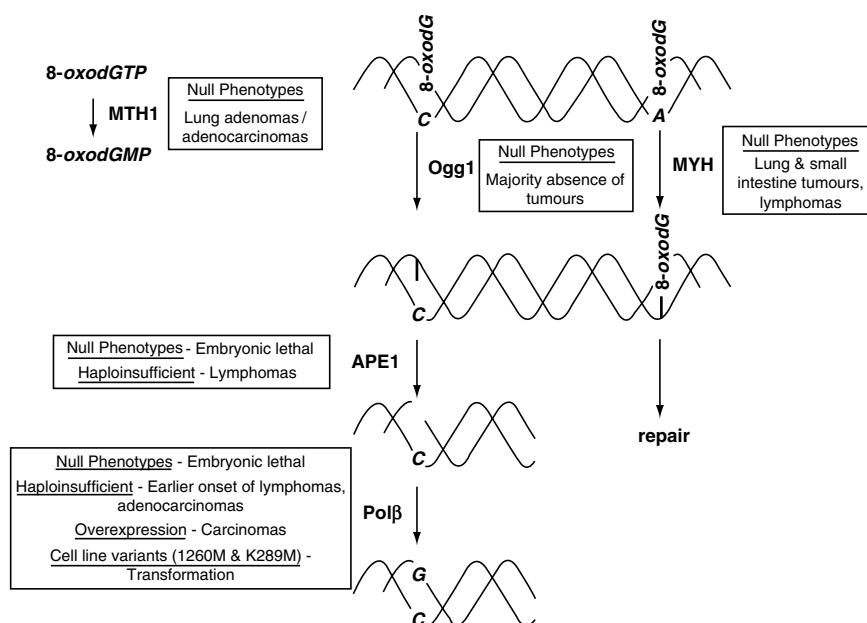 8-oxodG
8-oxodG
8-oxodGTP
MTH1
8-oxodGMP
Null Phenotypes
Lung adenomas/
adenocarcinomas
C
A
Ogg1
Null Phenotypes
Majority absence of
tumours
MYH
Null Phenotypes
Lung & small
intestine tumours,
lymphomas
8-oxodG
C
Null Phenotypes - Embryonic lethal
Haploinsufficient - Lymphomas
APE1
repair
C
Null Phenotypes - Embryonic lethal
Haploinsufficient - Earlier onset of lymphomas,
adenocarcinomas
Overexpression - Carcinomas
Cell line variants (1260M & K289M) -
Transformation
Polβ
G
C